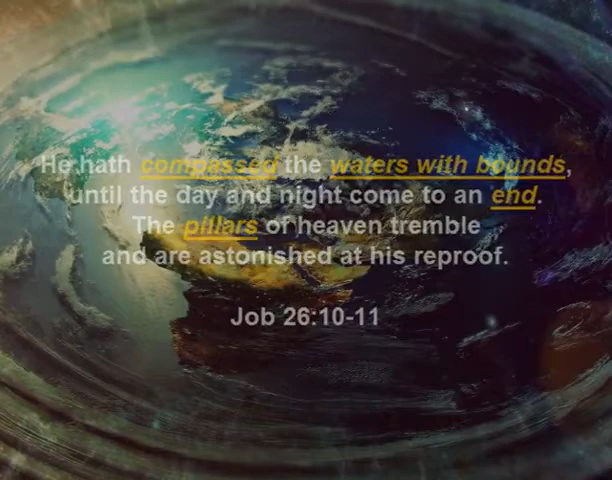 He hath compassed the waters with bounds,
until the day and night come to an end.
The pillars of heaven tremble
and are astonished at his reproof.
Job 26:10-11